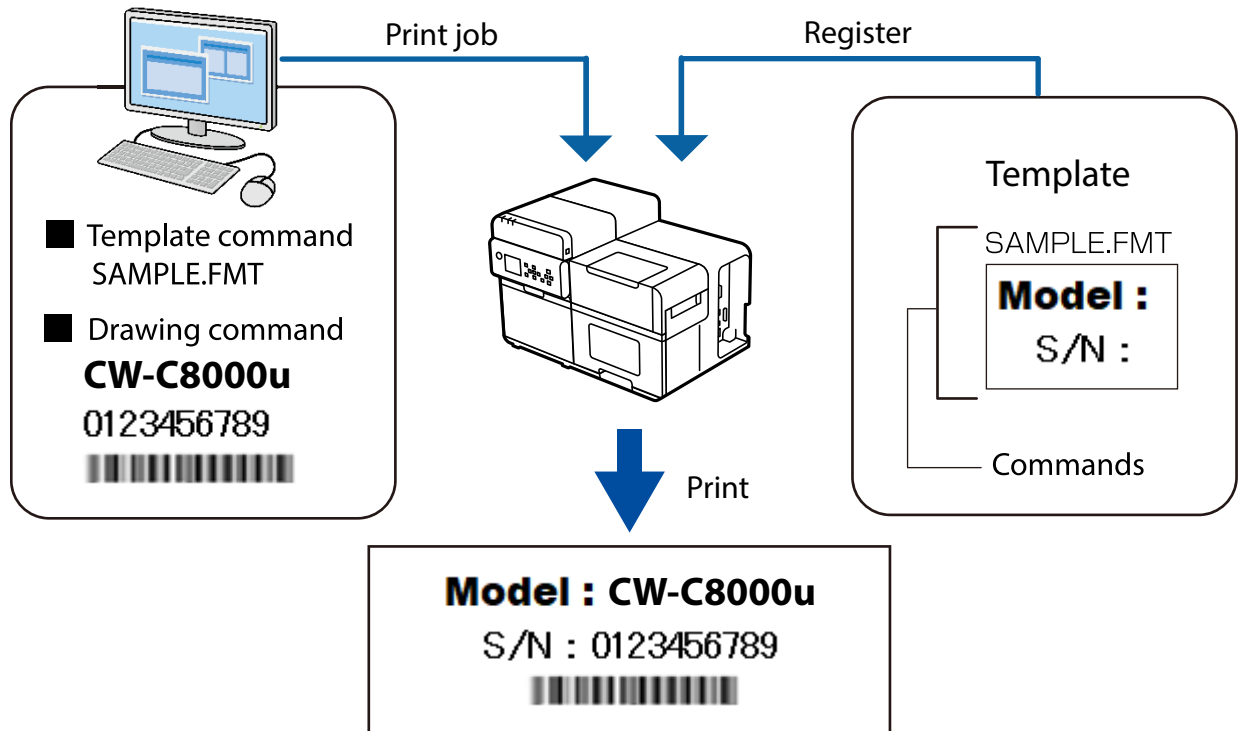 Print job
Register
Template command
SAMPLE.FMT
Drawing command
CW-C8000u
0123456789
Template
SAMPLE.FMT
Model :
S/N :
Commands
Print
Model : CW-C8000u
S/N : 0123456789